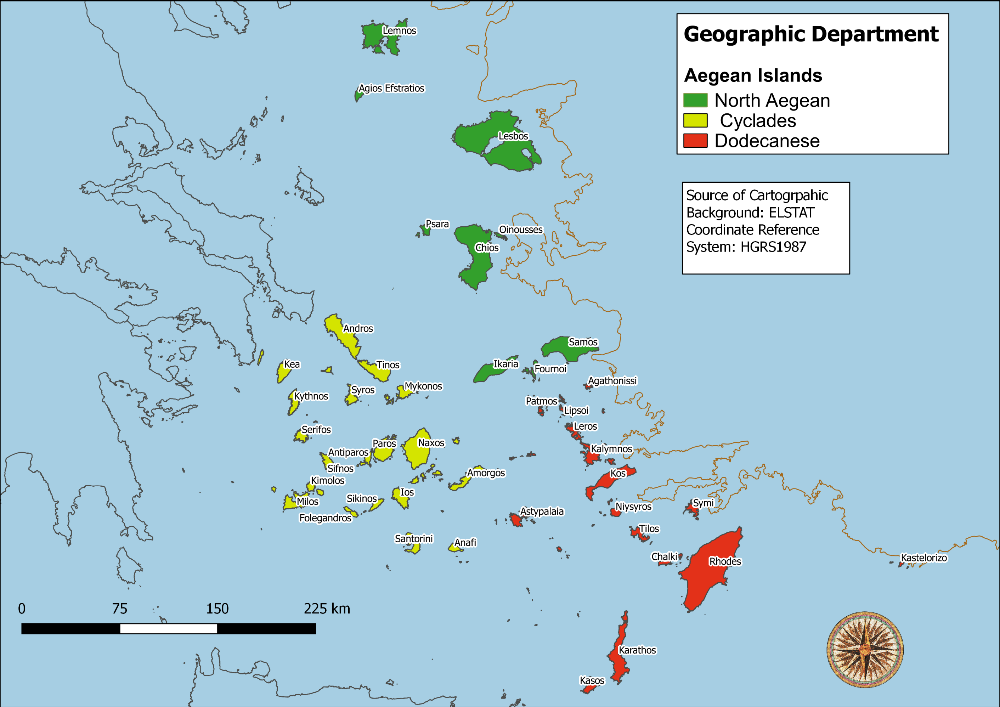 Geographic Department
Aegean Islands
North Aegean
Cyclades
Dodecanese
Source of Cartogrpahic
Background: ELSTAT
Coordinate Reference
System: HGRS1987
Lemnos
Agios Efstratios
Lesbos
Psara
Oinousses
Chios
Andros
Samos
Kea
Tinos
Ikaria
Fournoi
Agathonissi
Kythnos
Syros
Mykonos
Patmos
Lipsoi
Serifos
Leros
Paros
Naxos
Antiparos
Kalymnos
Sifnos
Amorgos
Kos
Kimolos
Milos
Sikinos
Ios
Folegandros
Astypalaia
Niysyros
Symi
Tilos
Santorini
Anafi
Chalki
Rhodes
Kastelorizo
0 75 150 225 km
Karathos
Kasos